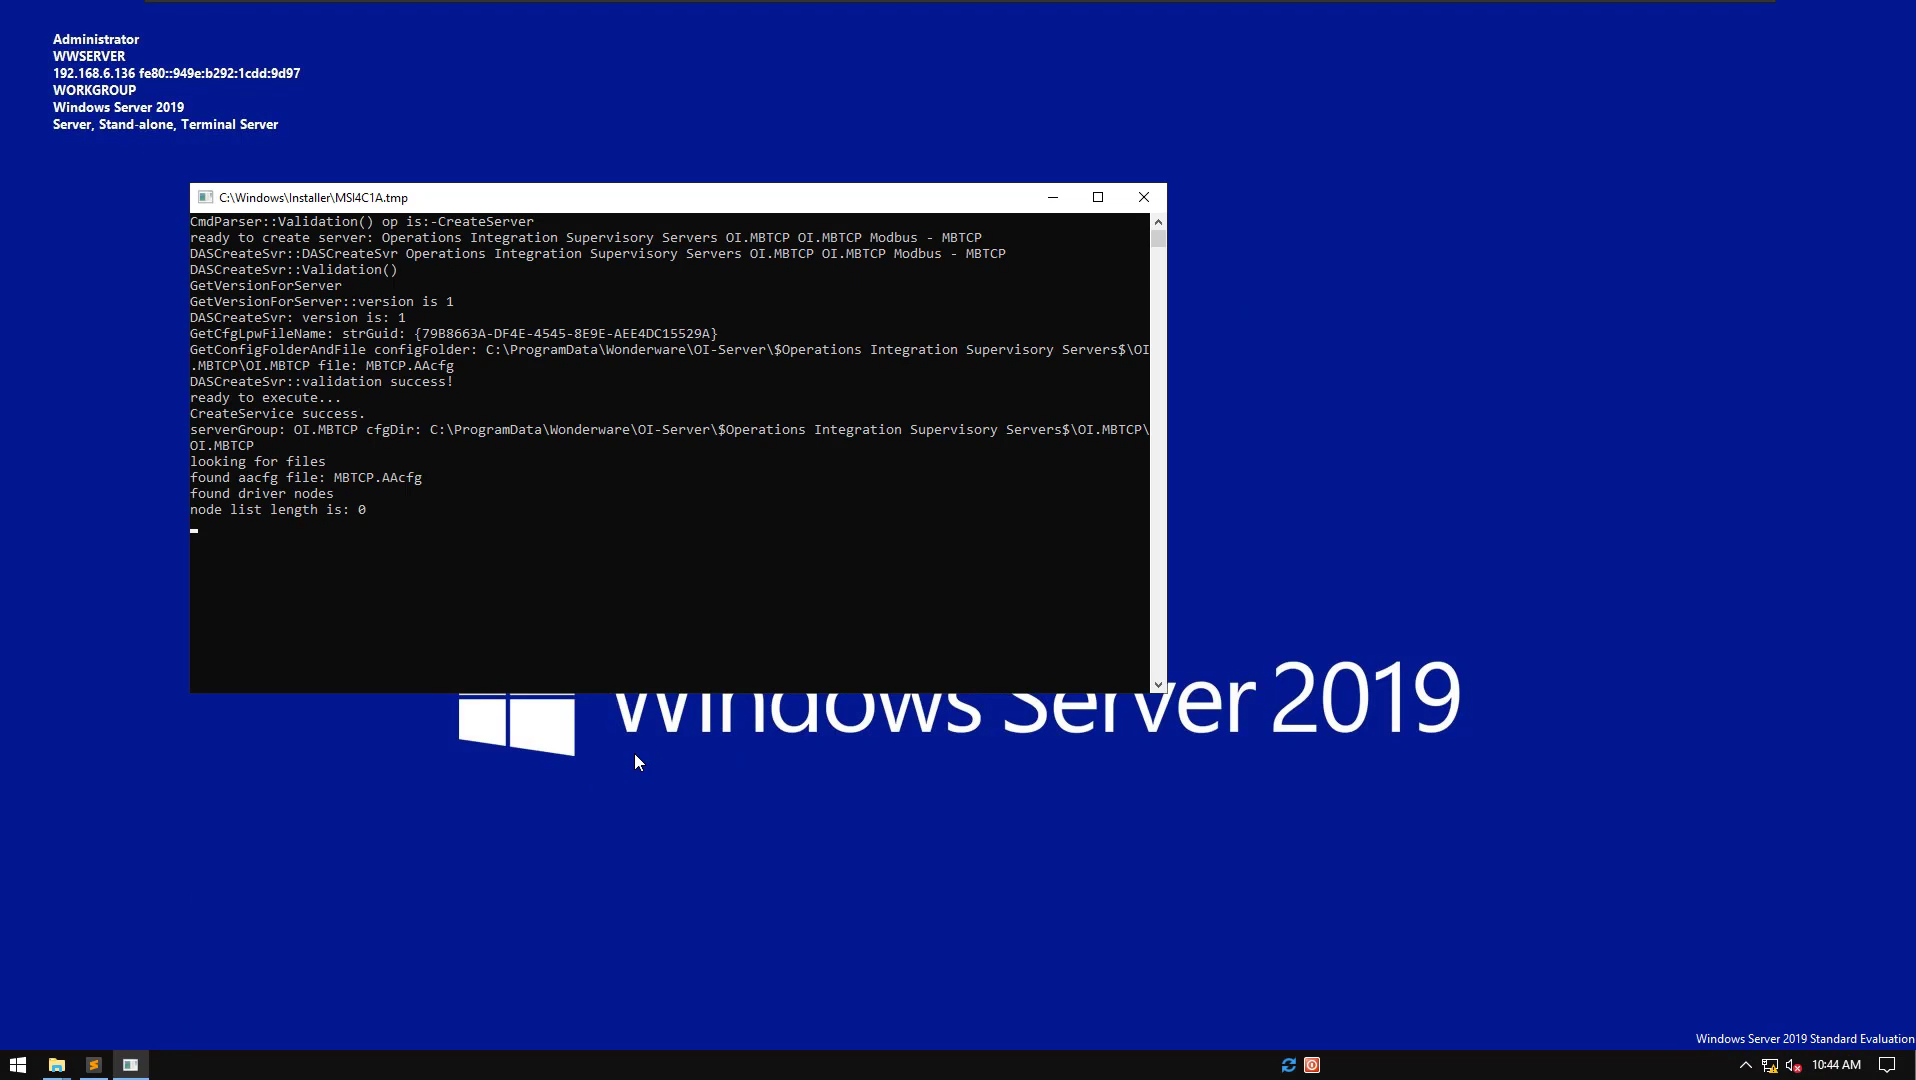 Administrator
WWSERVER
192.168.6.136 fe80::949e:b292:1cdd:9d97
WORKGROUP
Windows Server 2019
Server, Stand-alone, Terminal Server
C:\Windows\Installer\MSI4C1A.tmp
CmdParser::Validation() op is:-CreateServer
ready to create server: Operations Integration Supervisory Servers OI.MBTCP OI.MBTCP Modbus - MBTCP
DASCreateSvr::DASCreateSvr Operations Integration Supervisory Servers OI.MBTCP OI.MBTCP Modbus - MBTCP
DASCreateSvr::Validation()
GetVersionForServer
GetVersionForServer::version is 1
DASCreateSvr: version is: 1
GetCfgLpwFileName: strGuid: {79B8663A-DF4E-4545-8E9E-AEE4DC15529A}
GetConfigFolderAndFile configFolder: C:\ProgramData\Wonderware\OI-Server\$Operations Integration Supervisory Servers$\OI
.MBTCP\OI.MBTCP file: MBTCP.AAcfg
DASCreateSvr::validation success!
ready to execute...
CreateService success.
serverGroup: OI.MBTCP cfgDir: C:\ProgramData\Wonderware\OI-Server\$Operations Integration Supervisory Servers$\OI.MBTCP\
OI.MBTCP
looking for files
found aacfg file: MBTCP.AAcfg
found driver nodes
node list length is: 0
Windows Server 2019
Windows Server 2019 Standard Evaluation
10:44 AM